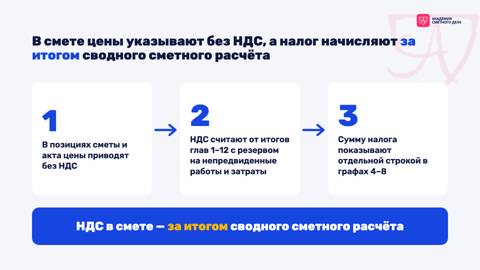 АКАДЕМИЯ
СМЕТНОГО ДЕЛА
В смете цены указывают без НДС, а налог начисляют за
итогом сводного сметного расчёта
1
В позициях сметы и
акта цены приводят
без НДС
2
НДС считают от итогов
глав 1–12 с резервом
на непредвиденные
работы и затраты
3
Сумму налога
показывают
отдельной строкой в
графах 4–8
НДС в смете — за итогом сводного сметного расчёта